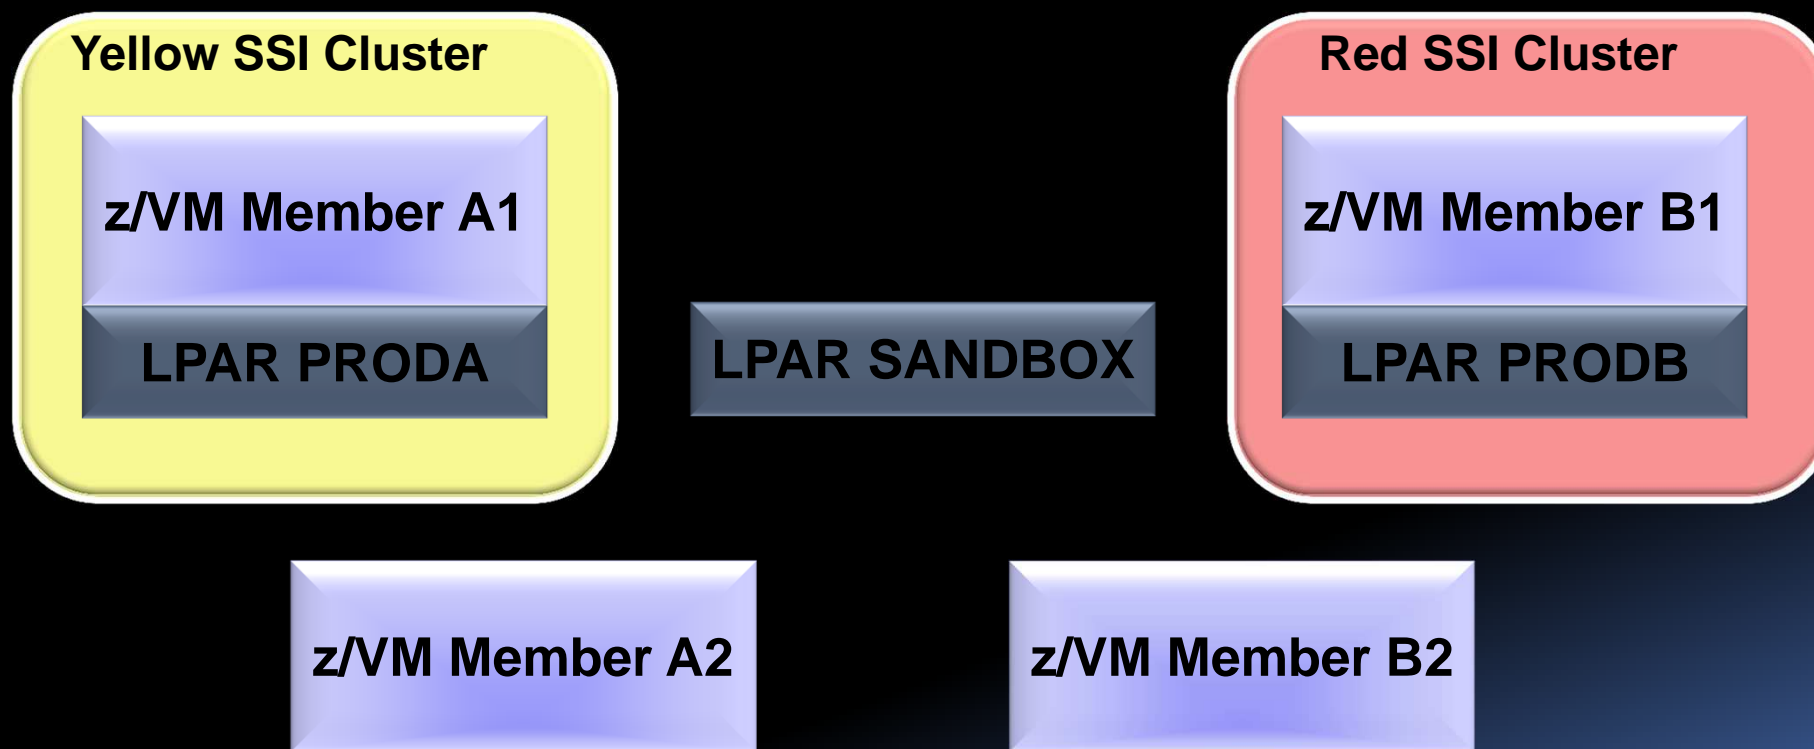 Yellow SSI Cluster
Red SSI Cluster
z/VM Member A1
z/VM Member B1
LPAR PRODA
LPAR SANDBOX
LPAR PRODB
z/VM Member A2
z/VM Member B2